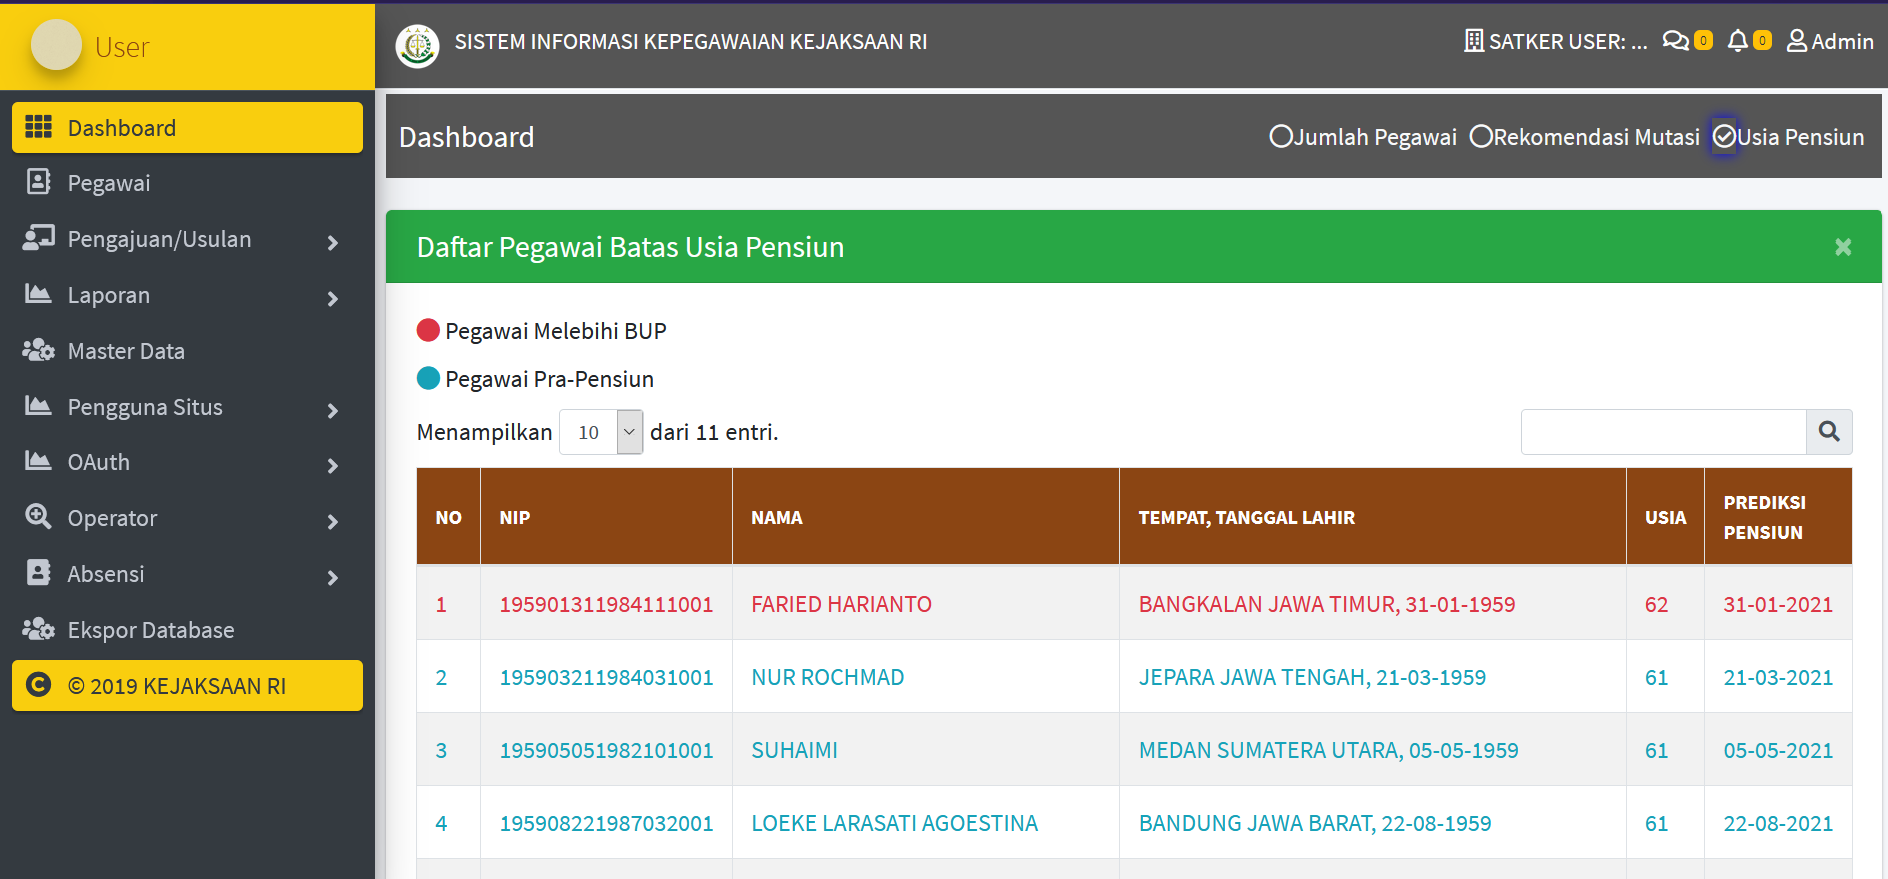 User
SISTEM INFORMASI KEPEGAWAIAN KEJAKSAAN RI
SATKER USER: ... 0 0 Admin
Dashboard
Pegawai
Pengajuan/Usulan
Laporan
Master Data
Pengguna Situs
OAuth
Operator
Absensi
Ekspor Database
© 2019 KEJAKSAAN RI
Dashboard
Jumlah Pegawai Rekomendasi Mutasi Usia Pensiun
Daftar Pegawai Batas Usia Pensiun ×
Pegawai Melebihi BUP
Pegawai Pra-Pensiun
Menampilkan 10 dari 11 entri.
NO NIP NAMA TEMPAT, TANGGAL LAHIR USIA PREDIKSI PENSIUN
1 195901311984111001 FARIED HARIANTO BANGKALAN JAWA TIMUR, 31-01-1959 62 31-01-2021
2 195903211984031001 NUR ROCHMAD JEPARA JAWA TENGAH, 21-03-1959 61 21-03-2021
3 195905051982101001 SUHAIMI MEDAN SUMATERA UTARA, 05-05-1959 61 05-05-2021
4 195908221987032001 LOEKE LARASATI AGOESTINA BANDUNG JAWA BARAT, 22-08-1959 61 22-08-2021